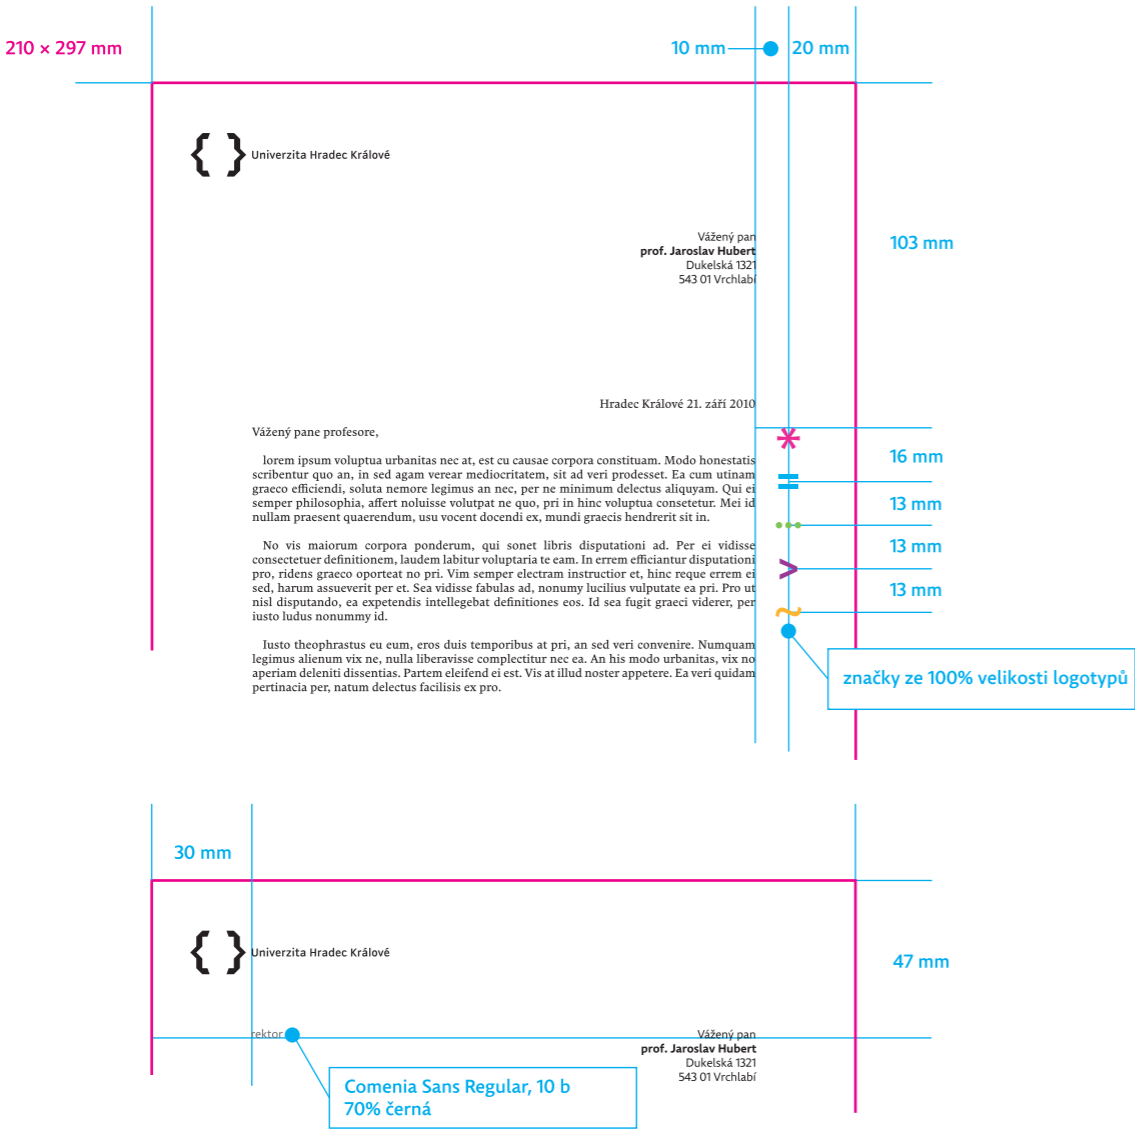 210 × 297 mm
10 mm
20 mm
{ } Univerzita Hradec Králové
Vážený pan
prof. Jaroslav Hubert
Dukelská 1321
543 01 Vrchlabí
103 mm
Hradec Králové 21. září 2010
Vážený pane profesore,
lorem ipsum voluptua urbanitas nec at, est cu causae corpora constituam. Modo honestatis
scribentur quo an, in sed agam verear mediocritatem, sit ad veri prodesset. Ea cum utinam
graeco efficiendi, soluta nemore legimus an nec, per ne minimum delectus aliquyam. Qui ei
semper philosophia, affert noluisse volutpat ne quo, pri in hinc voluptua consetetur. Mei id
nullam praesent quaerendum, usu vocent docendi ex, mundi graecis hendrerit sit in.
No vis maiorum corpora ponderum, qui sonet libris disputationi ad. Per ei vidisse
consectetuer definitionem, laudem labitur voluptaria te eam. In errem efficiantur disputationi
pro, ridens graeco oporteat no pri. Vim semper electram instructior et, hinc reque errem ei
sed, harum assueverit per et. Sea vidisse fabulas ad, nonumy lucilius vulputate ea pri. Pro ut
nisl disputando, ea expetendis intellegebat definitiones eos. Id sea fugit graeci viderer, per
iusto ludus nonummy id.
Iusto theophrastus eu eum, eros duis temporibus at pri, an sed veri convenire. Numquam
legimus alienum vix ne, nulla liberavisse complectitur nec ea. An his modo urbanitas, vix no
aperiam deleniti dissentias. Partem eleifend ei est. Vis at illud noster appetere. Ea veri quidam
pertinacia per, natum delectus facilisis ex pro.
16 mm
13 mm
13 mm
13 mm
značky ze 100% velikosti logotypů
30 mm
{ } Univerzita Hradec Králové
47 mm
rektor
Vážený pan
prof. Jaroslav Hubert
Dukelská 1321
543 01 Vrchlabí
Comenia Sans Regular, 10 b
70% černá